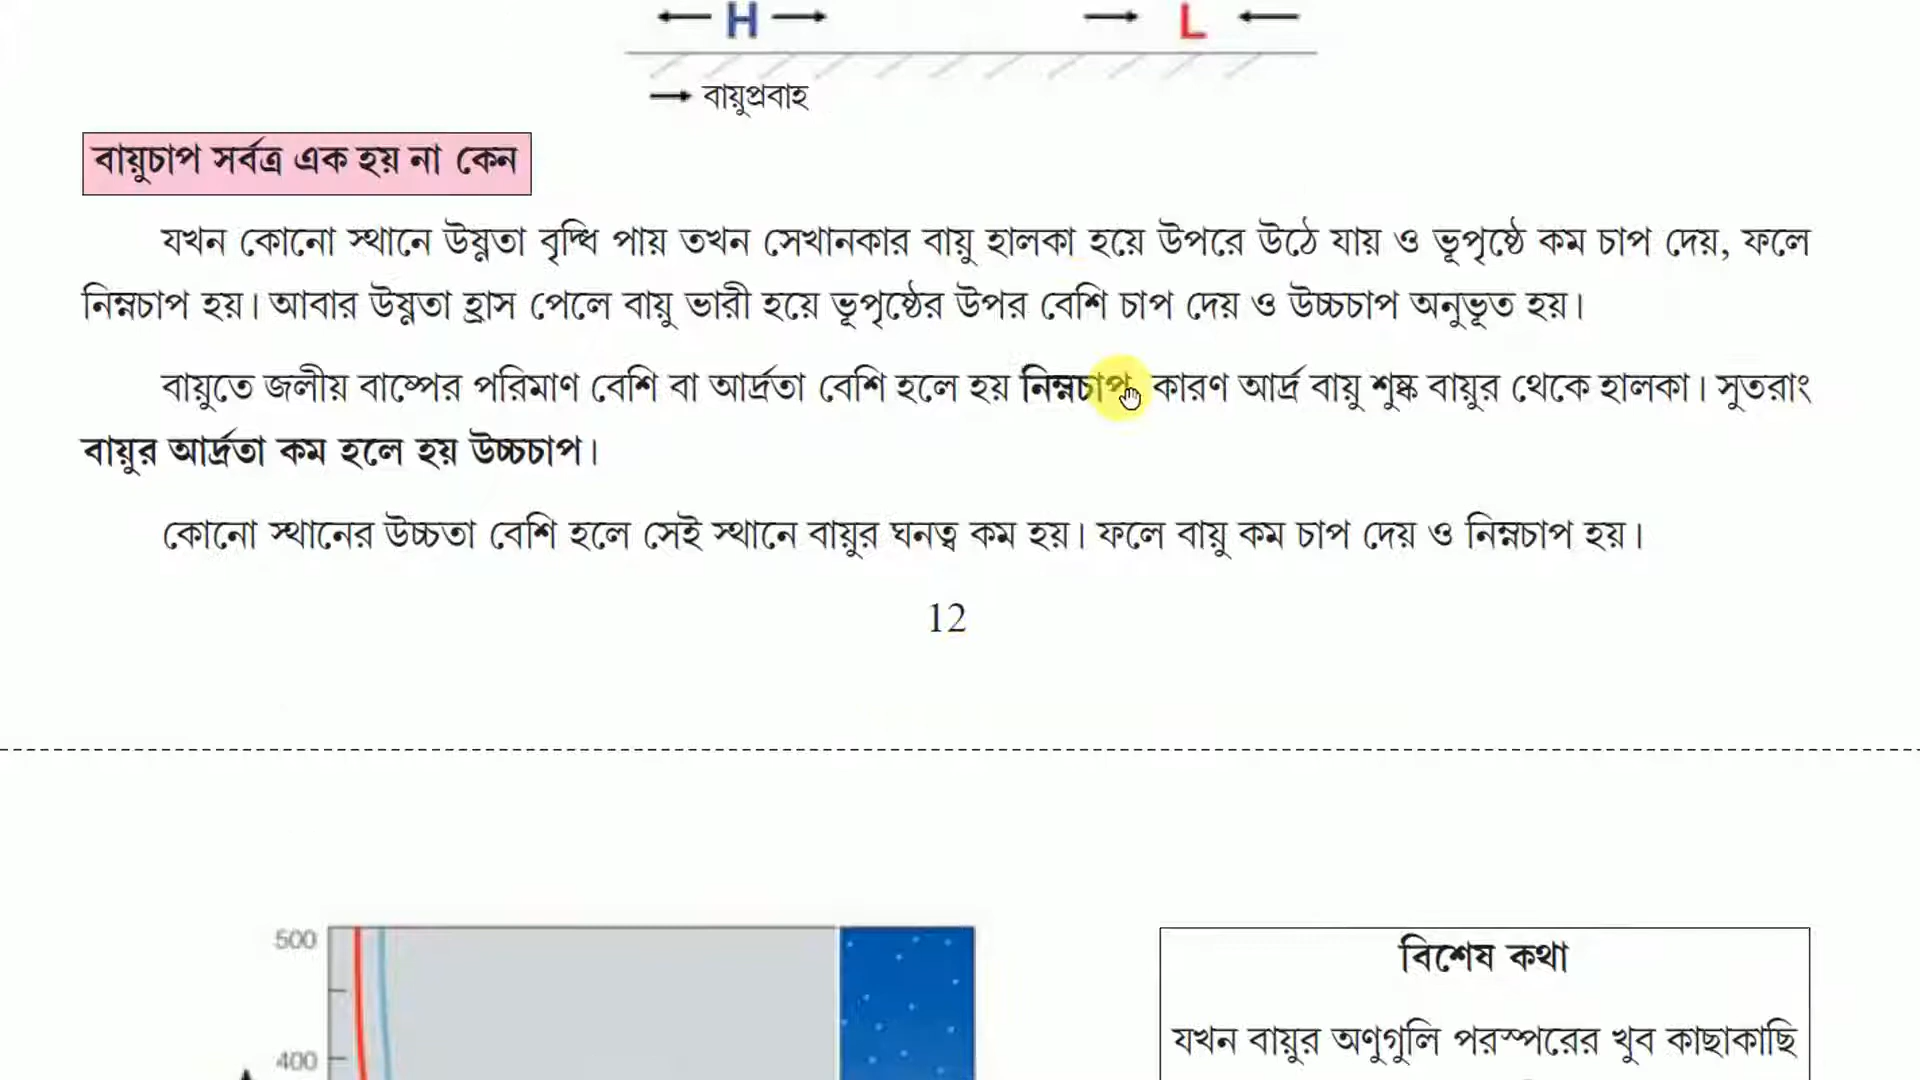 H L
বায়ুপ্রবাহ
বায়ুচাপ সর্বত্র এক হয় না কেন
যখন কোনো স্থানে উষ্ণতা বৃদ্ধি পায় তখন সেখানকার বায়ু হালকা হয়ে উপরে উঠে যায় ও ভূপৃষ্ঠে কম চাপ দেয়, ফলে
নিম্নচাপ হয়। আবার উষ্ণতা হ্রাস পেলে বায়ু ভারী হয়ে ভূপৃষ্ঠের উপর বেশি চাপ দেয় ও উচ্চচাপ অনুভূত হয়।
বায়ুতে জলীয় বাষ্পের পরিমাণ বেশি বা আর্দ্রতা বেশি হলে হয় নিম্নচাপ কারণ আর্দ্র বায়ু শুষ্ক বায়ুর থেকে হালকা। সুতরাং
বায়ুর আর্দ্রতা কম হলে হয় উচ্চচাপ।
কোনো স্থানের উচ্চতা বেশি হলে সেই স্থানে বায়ুর ঘনত্ব কম হয়। ফলে বায়ু কম চাপ দেয় ও নিম্নচাপ হয়।
12
500
400
বিশেষ কথা
যখন বায়ুর অণুগুলি পরস্পরের খুব কাছাকাছি